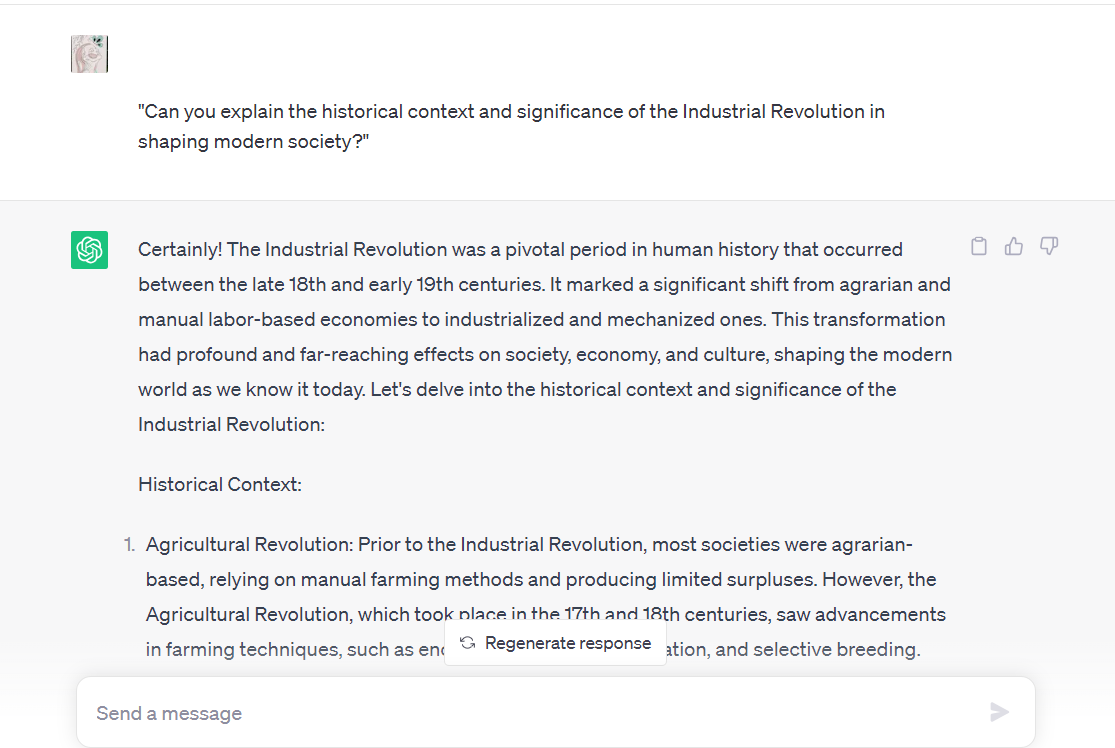 "Can you explain the historical context and significance of the Industrial Revolution in
shaping modern society?"
Certainly! The Industrial Revolution was a pivotal period in human history that occurred
between the late 18th and early 19th centuries. It marked a significant shift from agrarian and
manual labor-based economies to industrialized and mechanized ones. This transformation
had profound and far-reaching effects on society, economy, and culture, shaping the modern
world as we know it today. Let's delve into the historical context and significance of the
Industrial Revolution:
Historical Context:
1. Agricultural Revolution: Prior to the Industrial Revolution, most societies were agrarian-
based, relying on manual farming methods and producing limited surpluses. However, the
Agricultural Revolution, which took place in the 17th and 18th centuries, saw advancements
in farming techniques, such as and selective breeding.
Regenerate response
Send a message